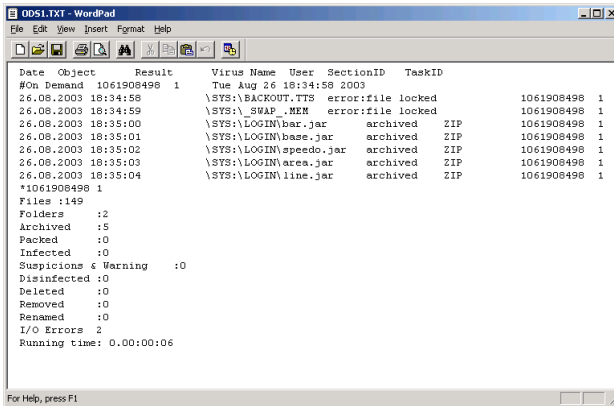 ODS1.TXT - WordPad
File Edit View Insert Format Help
Date Object Result Virus Name User SectionID TaskID
#On Demand 1061908498 1 Tue Aug 26 18:34:58 2003
26.08.2003 18:34:58 \SYS:\BACKOUT.TTS error:file locked 1061908498 1
26.08.2003 18:34:59 \SYS:\_SWAP_.MEM error:file locked 1061908498 1
26.08.2003 18:35:00 \SYS:\LOGIN\bar.jar archived ZIP 1061908498 1
26.08.2003 18:35:01 \SYS:\LOGIN\base.jar archived ZIP 1061908498 1
26.08.2003 18:35:02 \SYS:\LOGIN\speedo.jar archived ZIP 1061908498 1
26.08.2003 18:35:03 \SYS:\LOGIN\area.jar archived ZIP 1061908498 1
26.08.2003 18:35:04 \SYS:\LOGIN\line.jar archived ZIP 1061908498 1
*1061908498 1
Files :149
Folders :2
Archived :5
Packed :0
Infected :0
Suspicions & Warning :0
Disinfected :0
Deleted :0
Removed :0
Renamed :0
I/O Errors 2
Running time: 0.00:00:06
For Help, press F1